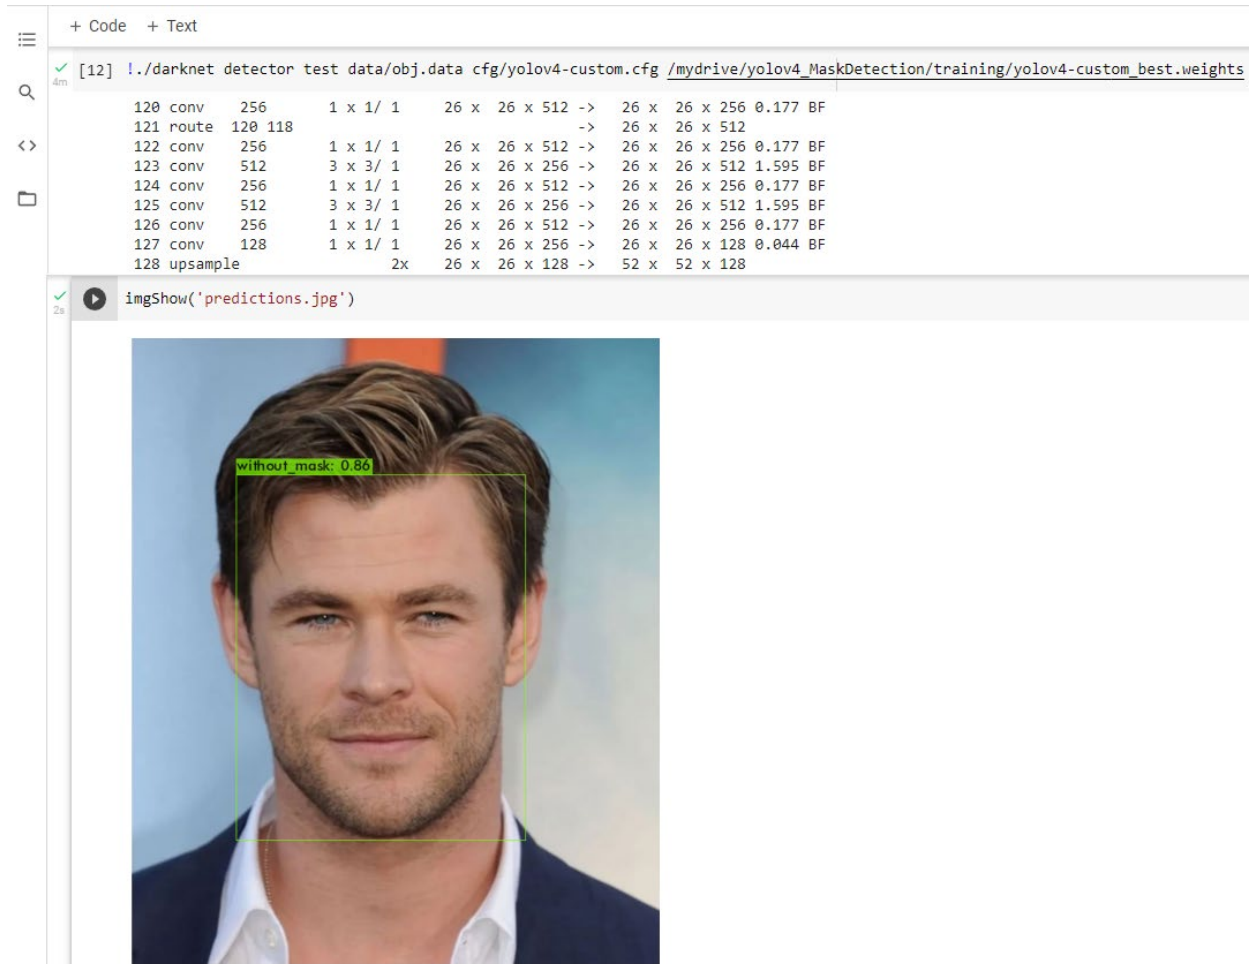 + Code + Text
4m
[12] !./darknet detector test data/obj.data cfg/yolov4-custom.cfg /mydrive/yolov4_MaskDetection/training/yolov4-custom_best.weights
120 conv 256 1 x 1/ 1 26 x 26 x 512 -> 26 x 26 x 256 0.177 BF
121 route 120 118 -> 26 x 26 x 512
122 conv 256 1 x 1/ 1 26 x 26 x 512 -> 26 x 26 x 256 0.177 BF
123 conv 512 3 x 3/ 1 26 x 26 x 256 -> 26 x 26 x 512 1.595 BF
124 conv 256 1 x 1/ 1 26 x 26 x 512 -> 26 x 26 x 256 0.177 BF
125 conv 512 3 x 3/ 1 26 x 26 x 256 -> 26 x 26 x 512 1.595 BF
126 conv 256 1 x 1/ 1 26 x 26 x 512 -> 26 x 26 x 256 0.177 BF
127 conv 128 1 x 1/ 1 26 x 26 x 256 -> 26 x 26 x 128 0.044 BF
128 upsample 2x 26 x 26 x 128 -> 52 x 52 x 128
2s
imgShow('predictions.jpg')
without_mask: 0.86